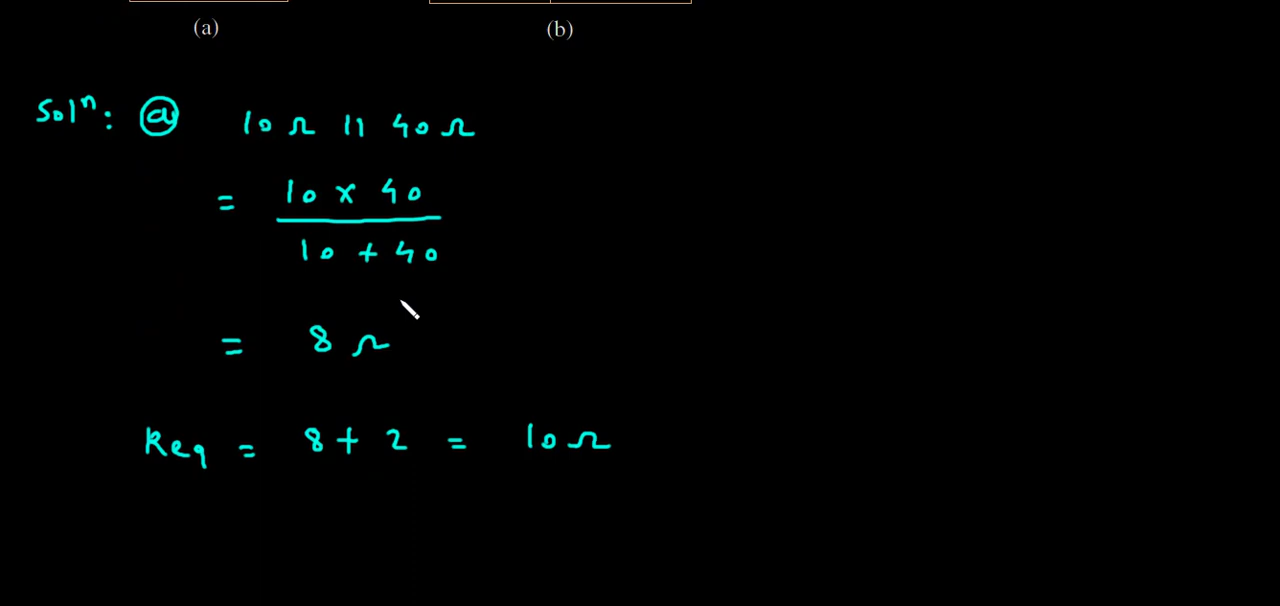 (a) (b)
Solⁿ: ⓐ 10 Ω || 40 Ω
= 10 x 40
10 + 40
= 8 Ω
Req = 8 + 2 = 10 Ω